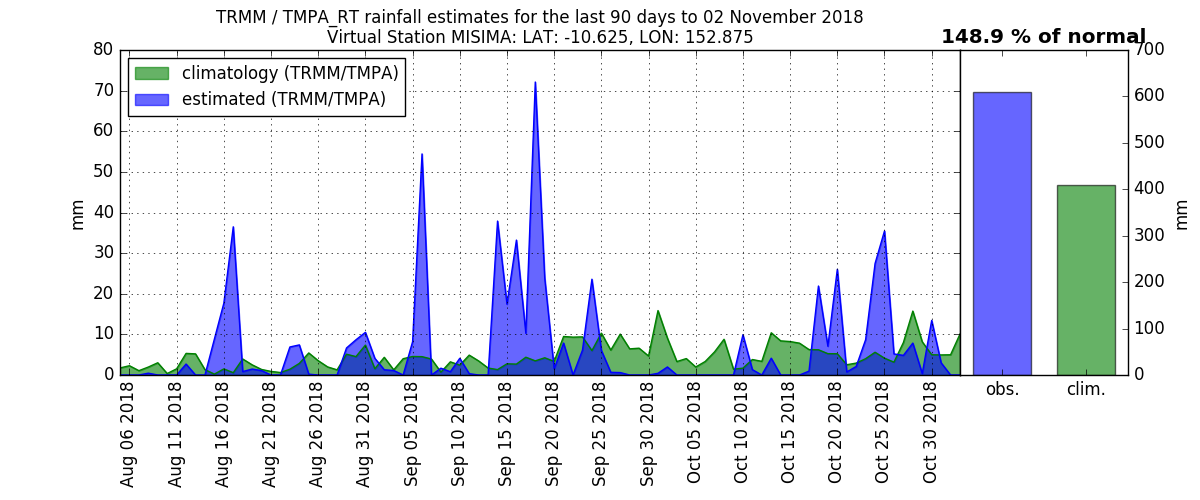 TRMM / TMPA_RT rainfall estimates for the last 90 days to 02 November 2018
Virtual Station MISIMA: LAT: -10.625, LON: 152.875
148.9 % of normal
climatology (TRMM/TMPA)
estimated (TRMM/TMPA)
80
70
60
50
40
30
20
10
0
mm
Aug 06 2018
Aug 11 2018
Aug 16 2018
Aug 21 2018
Aug 26 2018
Aug 31 2018
Sep 05 2018
Sep 10 2018
Sep 15 2018
Sep 20 2018
Sep 25 2018
Sep 30 2018
Oct 05 2018
Oct 10 2018
Oct 15 2018
Oct 20 2018
Oct 25 2018
Oct 30 2018
700
600
500
400
300
200
100
0
mm
obs.
clim.